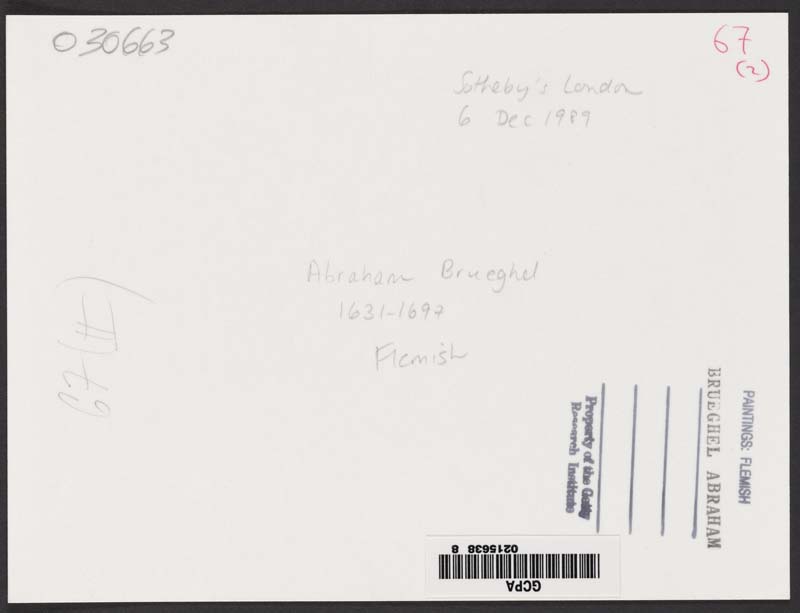 030663
67
(2)
Sotheby's London
6 Dec 1989
Abraham Brueghel
1631-1697
Flemish
67 (II)
PAINTINGS: FLEMISH
BRUEGHEL ABRAHAM
Property of the Getty
Research Institute
GCPA
0215638 8